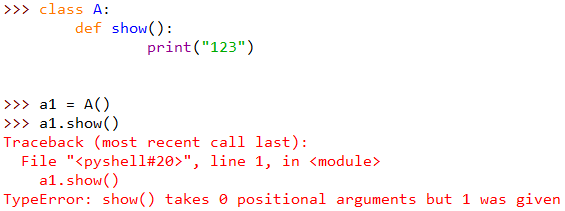 >>> class A:
        def show():
                print("123")
>>> a1 = A()
>>> a1.show()
Traceback (most recent call last):
  File "<pyshell#20>", line 1, in <module>
    a1.show()
TypeError: show() takes 0 positional arguments but 1 was given